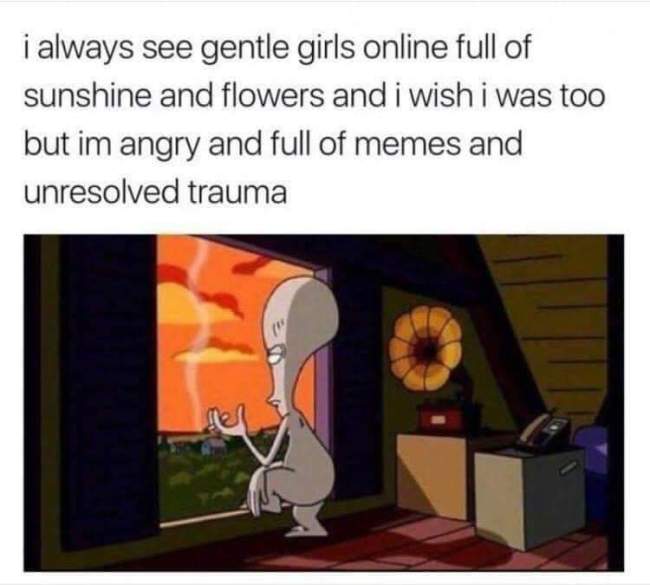 i always see gentle girls online full of
sunshine and flowers and i wish i was too
but im angry and full of memes and
unresolved trauma